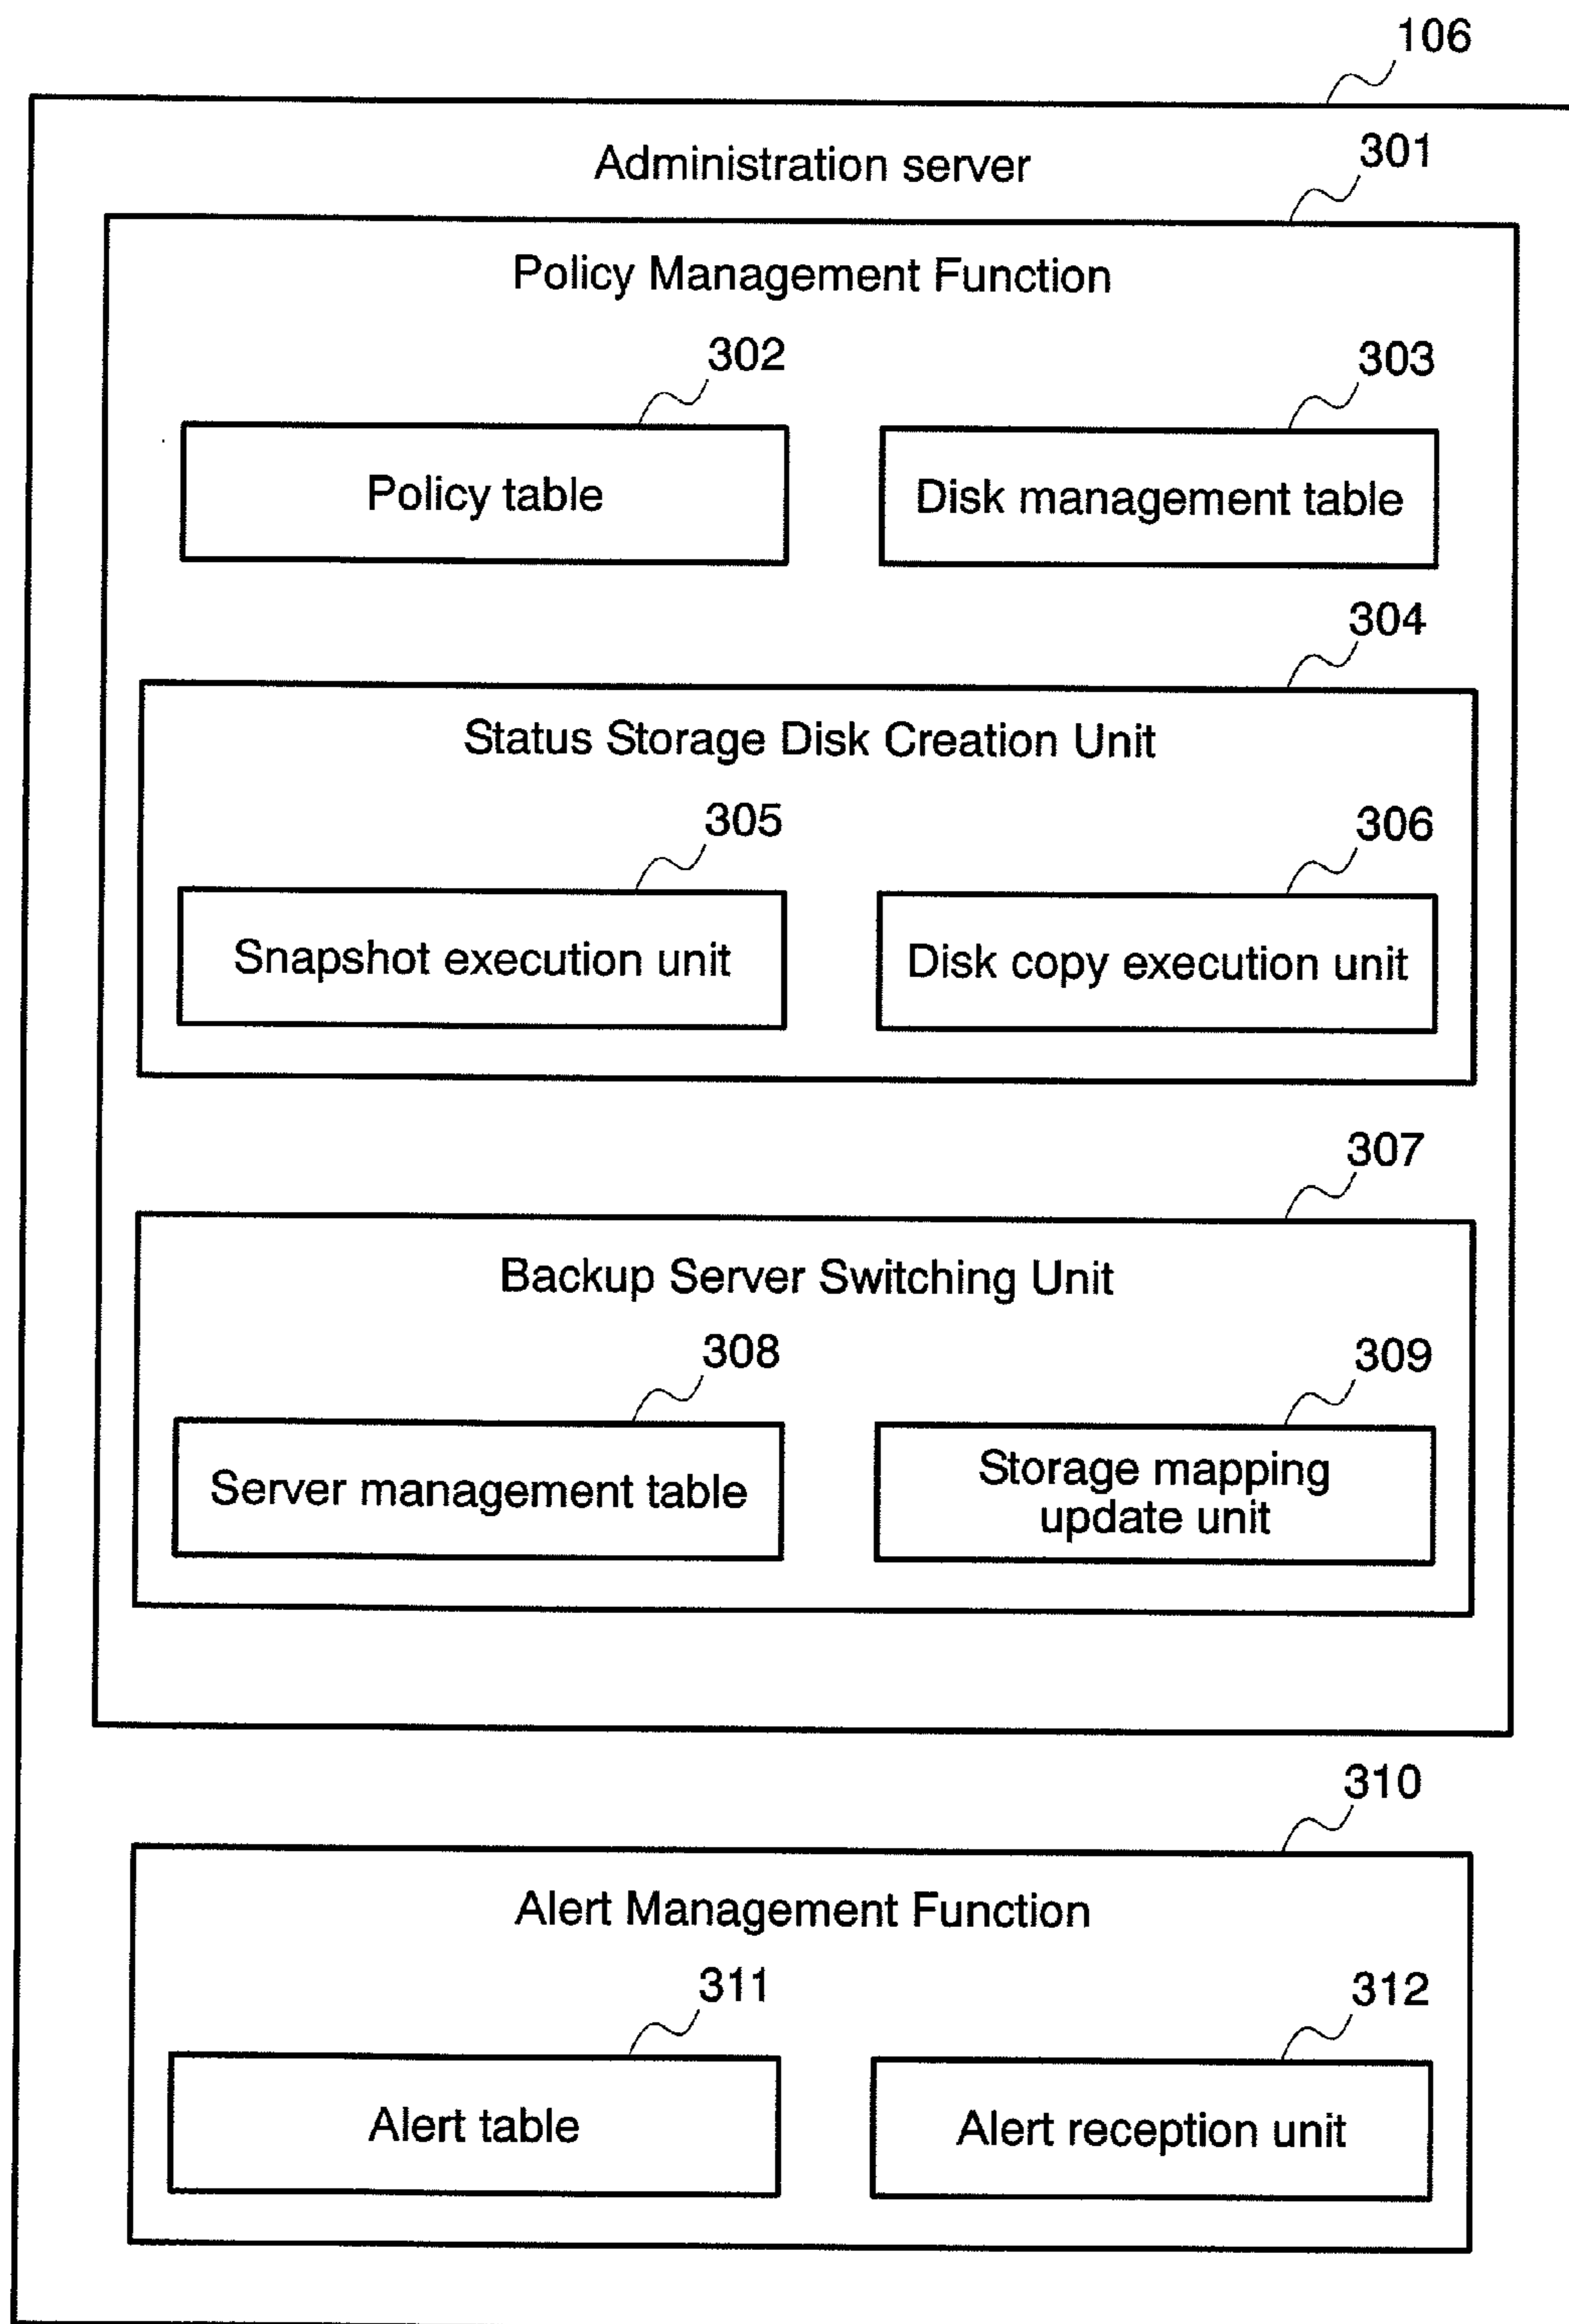 106
Administration server
301
Policy Management Function
302
303
Policy table
Disk management table
304
Status Storage Disk Creation Unit
305
306
Snapshot execution unit
Disk copy execution unit
307
Backup Server Switching Unit
308
309
Server management table
Storage mapping
update unit
310
Alert Management Function
311
312
Alert table
Alert reception unit